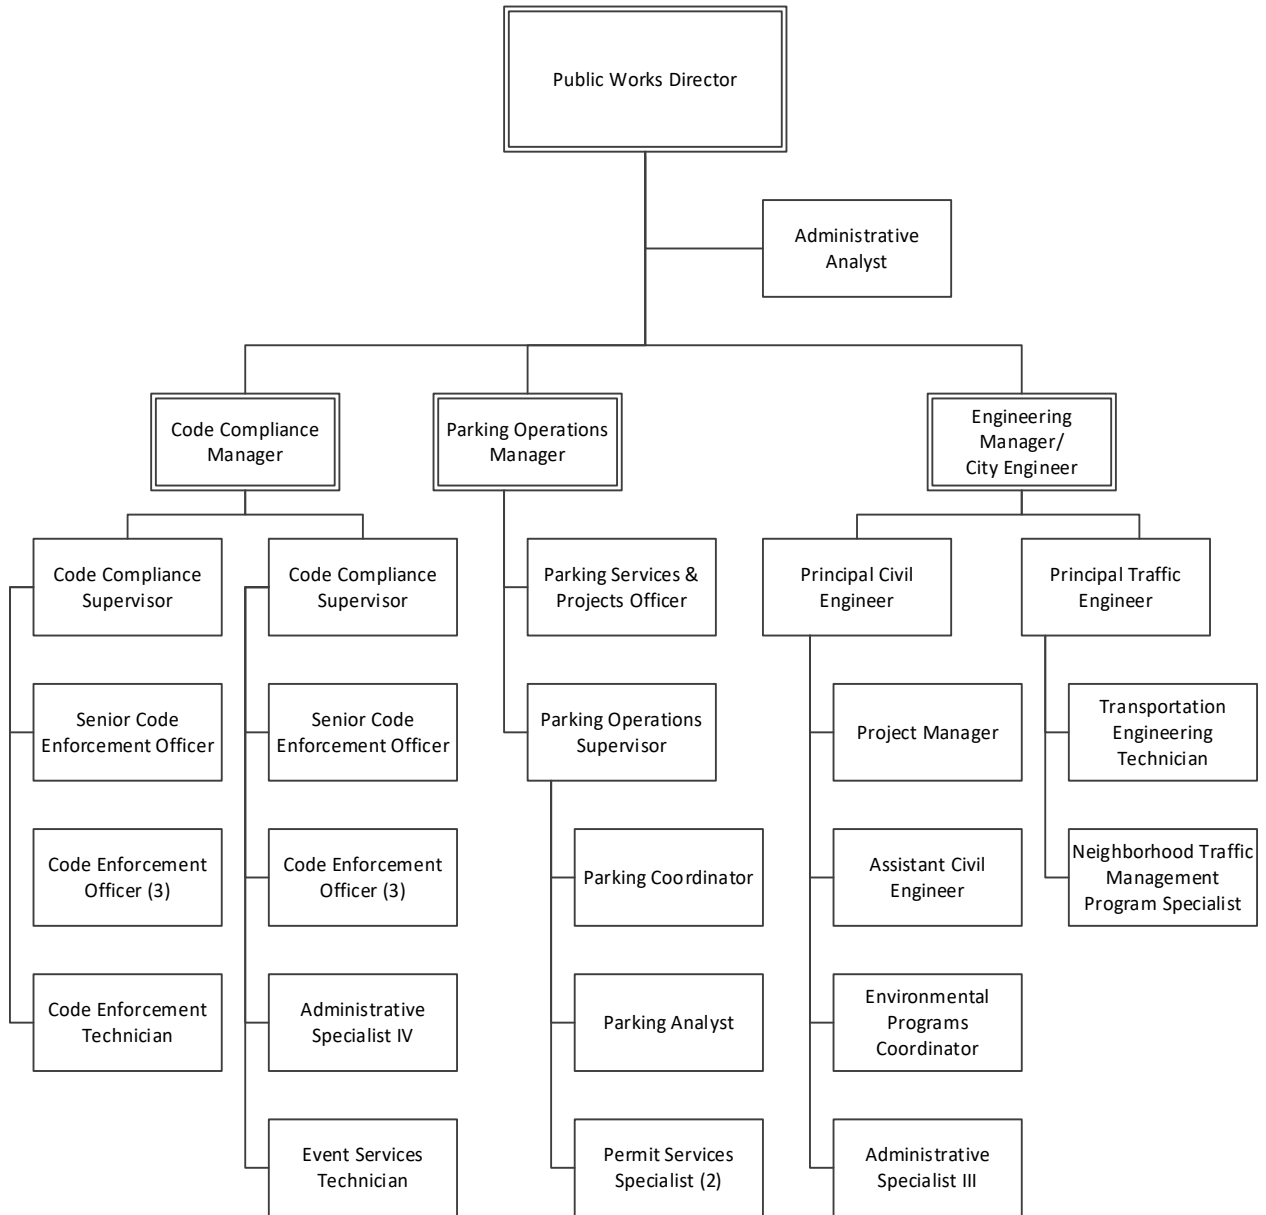 Public Works Director
Administrative
Analyst
Code Compliance
Manager
Parking Operations
Manager
Engineering
Manager/
City Engineer
Code Compliance
Supervisor
Code Compliance
Supervisor
Parking Services &
Projects Officer
Principal Civil
Engineer
Principal Traffic
Engineer
Senior Code
Enforcement Officer
Senior Code
Enforcement Officer
Parking Operations
Supervisor
Project Manager
Transportation
Engineering
Technician
Code Enforcement
Officer (3)
Code Enforcement
Officer (3)
Parking Coordinator
Assistant Civil
Engineer
Neighborhood Traffic
Management
Program Specialist
Code Enforcement
Technician
Administrative
Specialist IV
Parking Analyst
Environmental
Programs
Coordinator
Event Services
Technician
Permit Services
Specialist (2)
Administrative
Specialist III